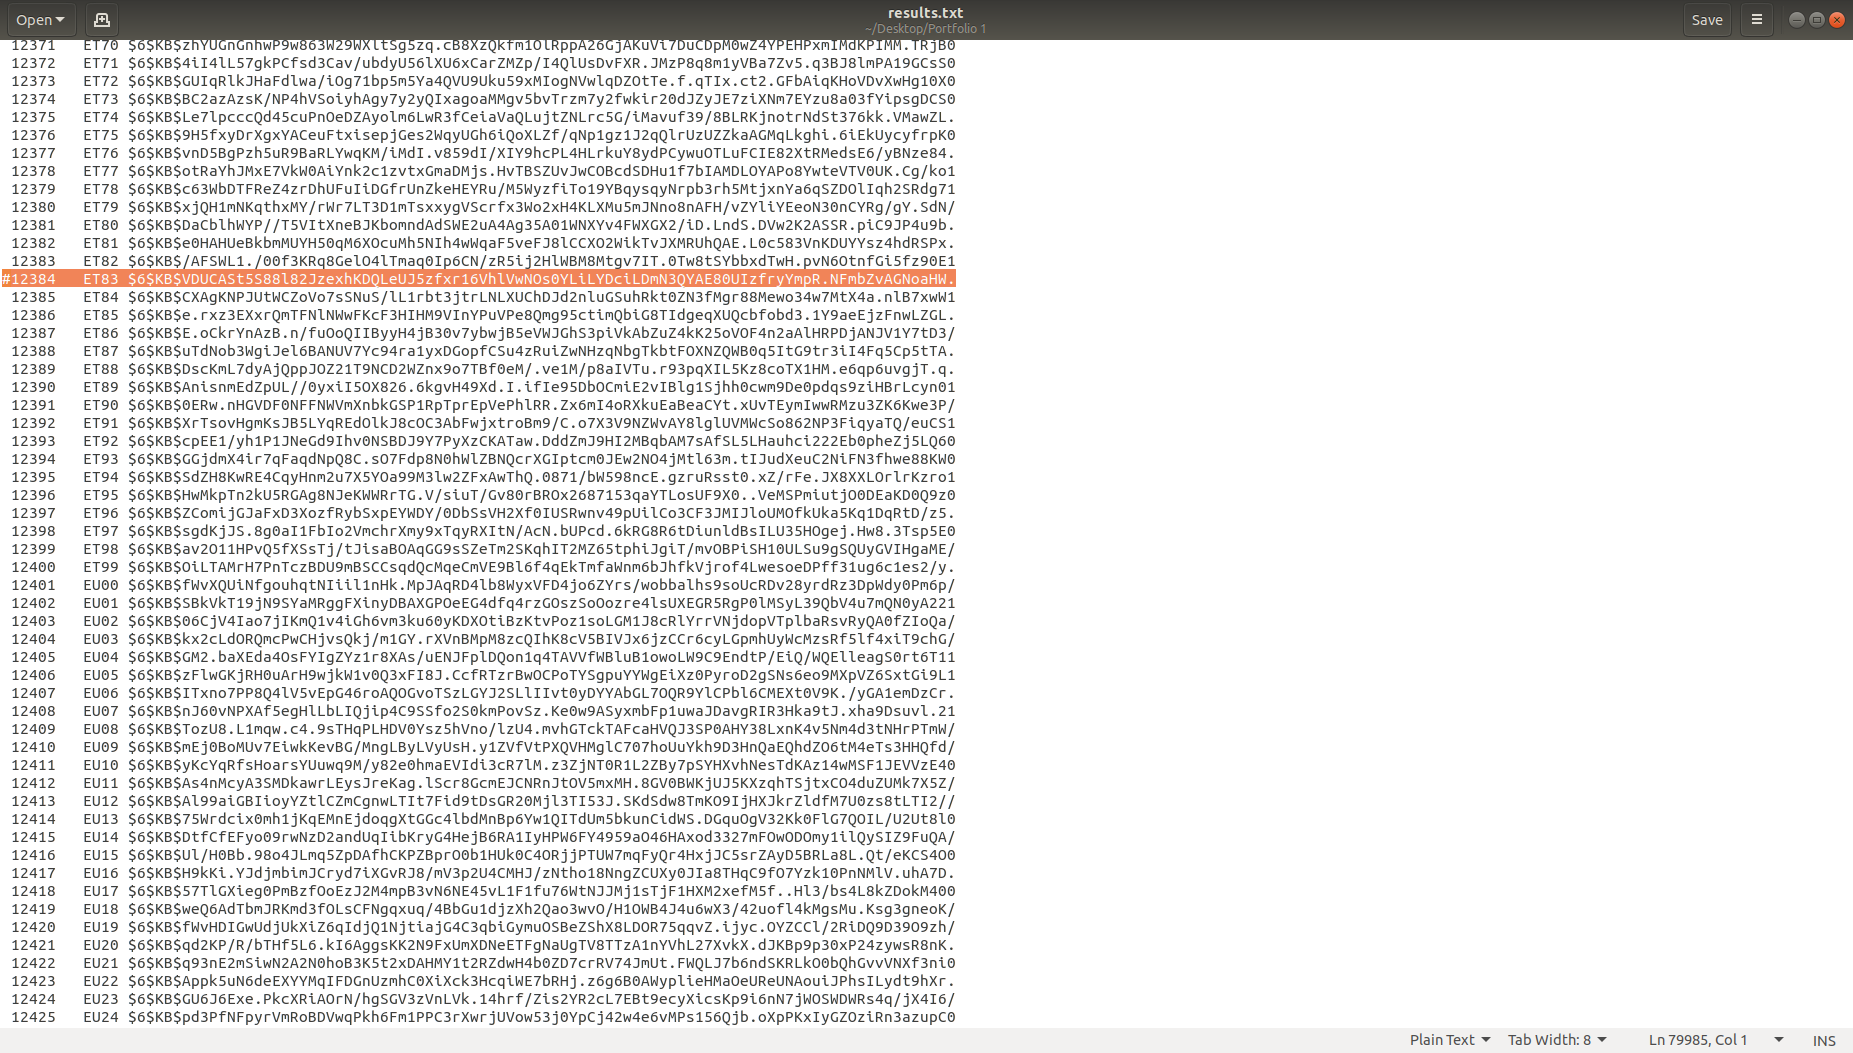 Open
results.txt
~/Desktop/Portfolio 1
Save
12371 ET70 $6$KB$zhYUGnGnhwP9w863W29WXltSg5zq.cB8XzQkfm1OlRppA26GjAKuVi7DuCDpM0wZ4YPEHPxmIMdKPIMM.TRjB0
12372 ET71 $6$KB$4iI4lL57gkPCfsd3Cav/ubdyU56lXU6xCarZMZp/I4QlUsDvFXR.JMzP8q8m1yVBa7Zv5.q3BJ8lmPA19GCsS0
12373 ET72 $6$KB$GUIqRlkJHaFdlwa/iOg71bp5m5Ya4QVU9Uku59xMIogNVwlqDZOtTe.f.qTIx.ct2.GFbAiqKHoVDvXwHg10X0
12374 ET73 $6$KB$BC2azAzsK/NP4hVSoiyhAgy7y2yQIxagoaMMgv5bvTrzm7y2fwkir20dJZyJE7ziXNm7EYzu8a03fYipsgDCS0
12375 ET74 $6$KB$Le7lpcccQd45cuPnOeDZAyolm6LwR3fCeiaVaQLujtZNLrc5G/iMavuf39/8BLRKjnotrNdSt376kk.VMawZL.
12376 ET75 $6$KB$9H5fxyDrXgxYACeuFtxisepjGes2WqyUGh6iQoXLZf/qNp1gz1J2qQlrUzUZZkaAGMqLkghi.6iEkUycyfrpK0
12377 ET76 $6$KB$vnD5BgPzh5uR9BaRLYwqKM/iMdI.v859dI/XIY9hcPL4HLrkuY8ydPCywuOTLuFCIE82XtRMedsE6/yBNze84.
12378 ET77 $6$KB$otRaYhJMxE7VkW0AiYnk2c1zvtxGmaDMjs.HvTBSZUvJwCOBcdSDHu1f7bIAMDLOYAPo8YwteVTV0UK.Cg/ko1
12379 ET78 $6$KB$c63WbDTFReZ4zrDhUFuIiDGfrUnZkeHEYRu/M5WyzfiTo19YBqysqyNrpb3rh5MtjxnYa6qSZDOlIqh2SRdg71
12380 ET79 $6$KB$xjQH1mNKqthxMY/rWr7LT3D1mTsxxygVScrfx3Wo2xH4KLXMu5mJNno8nAFH/vZYliYEeoN30nCYRg/gY.SdN/
12381 ET80 $6$KB$DaCblhWYP//T5VItXneBJKbomndAdSWE2uA4Ag35A01WNXYv4FWXGX2/iD.LndS.DVw2K2ASSR.piC9JP4u9b.
12382 ET81 $6$KB$e0HAHUeBkbmMUYH50qM6XOcuMh5NIh4wWqaF5veFJ8lCCXO2WikTvJXMRUhQAE.L0c583VnKDUYYsz4hdRSPx.
12383 ET82 $6$KB$/AFSWL1./00f3KRq8GelO4lTmaq0Ip6CN/zR5ij2HlWBM8Mtgv7IT.0Tw8tSYbbxdTwH.pvN6OtnfGi5fz90E1
#12384 ET83 $6$KB$VDUCASt5S88l82JzexhKDQLeUJ5zfxr16VhlVwNOs0YLiLYDciLDmN3QYAE80UIzfryYmpR.NFmbZvAGNoaHW.
12385 ET84 $6$KB$CXAgKNPJUtWCZoVo7sSNuS/lL1rbt3jtrLNLXUChDJd2nluGSuhRkt0ZN3fMgr88Mewo34w7MtX4a.nlB7xwW1
12386 ET85 $6$KB$e.rxz3EXxrQmTFNlNWwFKcF3HIHM9VInYPuVPe8Qmg95ctimQbiG8TIdgeqXUQcbfobd3.1Y9aeEjzFnwLZGL.
12387 ET86 $6$KB$E.oCkrYnAzB.n/fuOoQIIByyH4jB30v7ybwjB5eVWJGhS3piVkAbZuZ4kK25oVOF4n2aAlHRPDjANJV1Y7tD3/
12388 ET87 $6$KB$uTdNob3WgiJel6BANUV7Yc94ra1yxDGopfCSu4zRuiZwNHzqNbgTkbtFOXNZQWB0q5ItG9tr3iI4Fq5Cp5tTA.
12389 ET88 $6$KB$DscKmL7dyAjQppJOZ21T9NCD2WZnx9o7TBf0eM/.ve1M/p8aIVTu.r93pqXIL5Kz8coTX1HM.e6qp6uvgjT.q.
12390 ET89 $6$KB$AnisnmEdZpUL//0yxiI5OX826.6kgvH49Xd.I.ifIe95DbOCmiE2vIBlg1Sjhh0cwm9De0pdqs9ziHBrLcyn01
12391 ET90 $6$KB$0ERw.nHGVDF0NFFNWVmXnbkGSP1RpTprEpVePhlRR.Zx6mI4oRXkuEaBeaCYt.xUvTEymIwwRMzu3ZK6Kwe3P/
12392 ET91 $6$KB$XrTsovHgmKsJB5LYqREdOlkJ8cOC3AbFwjxtroBm9/C.o7X3V9NZWvAY8lglUVMWcSo862NP3FiqyaTQ/euCS1
12393 ET92 $6$KB$cpEE1/yh1P1JNeGd9Ihv0NSBDJ9Y7PyXzCKATaw.DddZmJ9HI2MBqbAM7sAfSL5LHauhci222Eb0pheZj5LQ60
12394 ET93 $6$KB$GGjdmX4ir7qFaqdNpQ8C.sO7Fdp8N0hWlZBNQcrXGIptcm0JEw2NO4jMtl63m.tIJudXeuC2NiFN3fhwe88KW0
12395 ET94 $6$KB$SdZH8KwRE4CqyHnm2u7X5YOa99M3lw2ZFxAwThQ.0871/bW598ncE.gzruRsst0.xZ/rFe.JX8XXLOrlrKzro1
12396 ET95 $6$KB$HwMkpTn2kU5RGAg8NJeKWWRrTG.V/siuT/Gv80rBROx2687153qaYTLosUF9X0..VeMSPmiutjO0DEaKD0Q9z0
12397 ET96 $6$KB$ZComijGJaFxD3XozfRybSxpEYWDY/0DbSsVH2Xf0IUSRwnv49pUilCo3CF3JMIJloUMOfkUka5Kq1DqRtD/z5.
12398 ET97 $6$KB$sgdKjJS.8g0aI1FbIo2VmchrXmy9xTqyRXItN/AcN.bUPcd.6kRG8R6tDiunldBsILU35HOgej.Hw8.3Tsp5E0
12399 ET98 $6$KB$av2O11HPvQ5fXSsTj/tJisaBOAqGG9sSZeTm2SKqhIT2MZ65tphiJgiT/mvOBPiSH10ULSu9gSQUyGVIHgaME/
12400 ET99 $6$KB$OiLTAMrH7PnTczBDU9mBSCCsqdQcMqeCmVE9Bl6f4qEkTmfaWnm6bJhfkVjrof4LwesoeDPff31ug6c1es2/y.
12401 EU00 $6$KB$fWvXQUiNfgouhqtNIiil1nHk.MpJAqRD4lb8WyxVFD4jo6ZYrs/wobbalhs9soUcRDv28yrdRz3DpWdy0Pm6p/
12402 EU01 $6$KB$SBkVkT19jN9SYaMRggFXinyDBAXGPOeEG4dfq4rzGOszSoOozre4lsUXEGR5RgP0lMSyL39QbV4u7mQN0yA221
12403 EU02 $6$KB$06CjV4Iao7jIKmQ1v4iGh6vm3ku60yKDXOtiBzKtvPoz1soLGM1J8cRlYrrVNjdopVTplbaRsvRyQA0fZIoQa/
12404 EU03 $6$KB$kx2cLdORQmcPwCHjvsQkj/m1GY.rXVnBMpM8zcQIhK8cV5BIVJx6jzCCr6cyLGpmhUyWcMzsRf5lf4xiT9chG/
12405 EU04 $6$KB$GM2.baXEda4OsFYIgZYz1r8XAs/uENJFplDQon1q4TAVVfWBluB1owoLW9C9EndtP/EiQ/WQElleagS0rt6T11
12406 EU05 $6$KB$zFlwGKjRH0uArH9wjkW1v0Q3xFI8J.CcfRTzrBwOCPoTYSgpuYYWgEiXz0PyroD2gSNs6eo9MXpVZ6SxtGi9L1
12407 EU06 $6$KB$ITxno7PP8Q4lV5vEpG46roAQOGvoTSzLGYJ2SLlIIvt0yDYYAbGL7OQR9YlCPbl6CMEXt0V9K./yGA1emDzCr.
12408 EU07 $6$KB$nJ60vNPXAf5egHlLbLIQjip4C9SSfo2S0kmPovSz.Ke0w9ASyxmbFp1uwaJDavgRIR3Hka9tJ.xha9Dsuvl.21
12409 EU08 $6$KB$TozU8.L1mqw.c4.9sTHqPLHDV0Ysz5hVno/lzU4.mvhGTckTAFcaHVQJ3SP0AHY38LxnK4v5Nm4d3tNHrPTmW/
12410 EU09 $6$KB$mEj0BoMUv7EiwkKevBG/MngLByLVyUsH.y1ZVfVtPXQVHMglC707hoUuYkh9D3HnQaEQhdZO6tM4eTs3HHQfd/
12411 EU10 $6$KB$yKcYqRfsHoarsYUuwq9M/y82e0hmaEVIdi3cR7lM.z3ZjNT0R1L2ZBy7pSYHXvhNesTdKAz14wMSF1JEVVzE40
12412 EU11 $6$KB$As4nMcyA3SMDkawrLEysJreKag.lScr8GcmEJCNRnJtOV5mxMH.8GV0BWKjUJ5KXzqhTSjtxCO4duZUMk7X5Z/
12413 EU12 $6$KB$Al99aiGBIioyYZtlCZmCgnwLTIt7Fid9tDsGR20Mjl3TI53J.SKdSdw8TmKO9IjHXJkrZldfM7U0zs8tLTI2//
12414 EU13 $6$KB$75Wrdcix0mh1jKqEMnEjdoqgXtGGc4lbdMnBp6Yw1QITdUm5bkunCidWS.DGquOgV32Kk0FlG7QOIL/U2Ut8l0
12415 EU14 $6$KB$DtfCfEFyo09rwNzD2andUqIibKryG4HejB6RA1IyHPW6FY4959aO46HAxod3327mFOwODOmy1ilQySIZ9FuQA/
12416 EU15 $6$KB$Ul/H0Bb.98o4JLmq5ZpDAfhCKPZBprO0b1HUk0C4ORjjPTUW7mqFyQr4HxjJC5srZAyD5BRLa8L.Qt/eKCS4O0
12417 EU16 $6$KB$H9kKi.YJdjmbimJCryd7iXGvRJ8/mV3p2U4CMHJ/zNtho18NngZCUXy0JIa8THqC9fO7Yzk10PnNMlV.uhA7D.
12418 EU17 $6$KB$57TlGXieg0PmBzfOoEzJ2M4mpB3vN6NE45vL1F1fu76WtNJJMj1sTjF1HXM2xefM5f..Hl3/bs4L8kZDokM400
12419 EU18 $6$KB$weQ6AdTbmJRKmd3fOLsCFNgqxuq/4BbGu1djzXh2Qao3wvO/H1OWB4J4u6wX3/42uofl4kMgsMu.Ksg3gneoK/
12420 EU19 $6$KB$fWvHDIGwUdjUkXiZ6qIdjQ1NjtiajG4C3qbiGymuOSBeZShX8LDOR75qqvZ.ijyc.OYZCCl/2RiDQ9D39O9zh/
12421 EU20 $6$KB$qd2KP/R/bTHf5L6.kI6AggsKK2N9FxUmXDNeETFgNaUgTV8TTzA1nYVhL27XvkX.dJKBp9p30xP24zywsR8nK.
12422 EU21 $6$KB$q93nE2mSiwN2A2N0hoB3K5t2xDAHMY1t2RZdwH4b0ZD7crRV74JmUt.FWQLJ7b6ndSKRLkO0bQhGvvVNXf3ni0
12423 EU22 $6$KB$Appk5uN6deEXYYMqIFDGnUzmhC0XiXck3HcqiWE7bRHj.z6g6B0AWyplieHMaOeUReUNAouiJPhsILydt9hXr.
12424 EU23 $6$KB$GU6J6Exe.PkcXRiAOrN/hgSGV3zVnLVk.14hrf/Zis2YR2cL7EBt9ecyXicsKp9i6nN7jWOSWDWRs4q/jX4I6/
12425 EU24 $6$KB$pd3PfNFpyrVmRoBDVwqPkh6Fm1PPC3rXwrjUVow53j0YpCj42w4e6vMPs156Qjb.oXpPKxIyGZOziRn3azupC0
Plain Text Tab Width: 8 Ln 79985, Col 1 INS